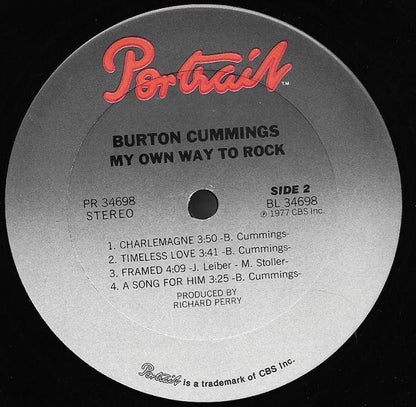 Portrait™
BURTON CUMMINGS
MY OWN WAY TO ROCK
PR 34698
STEREO
SIDE 2
BL 34698
℗ 1977 CBS Inc.
1. CHARLEMAGNE 3:50 -B. Cummings-
2. TIMELESS LOVE 3:41 -B. Cummings-
3. FRAMED 4:09 -J. Leiber - M. Stoller-
4. A SONG FOR HIM 3:25 -B. Cummings-
PRODUCED BY
RICHARD PERRY
Portrait is a trademark of CBS Inc.